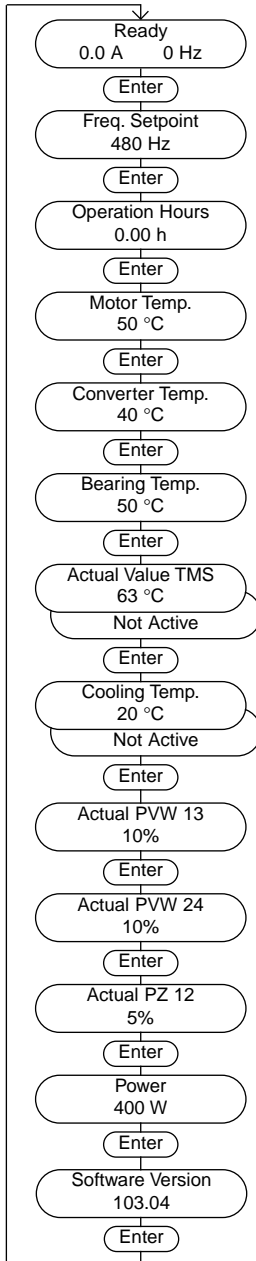 Ready
0.0 A 0 Hz
Enter
Freq. Setpoint
480 Hz
Enter
Operation Hours
0.00 h
Enter
Motor Temp.
50 °C
Enter
Converter Temp.
40 °C
Enter
Bearing Temp.
50 °C
Enter
Actual Value TMS
63 °C
Not Active
Enter
Cooling Temp.
20 °C
Not Active
Enter
Actual PVW 13
10%
Enter
Actual PVW 24
10%
Enter
Actual PZ 12
5%
Enter
Power
400 W
Enter
Software Version
103.04
Enter